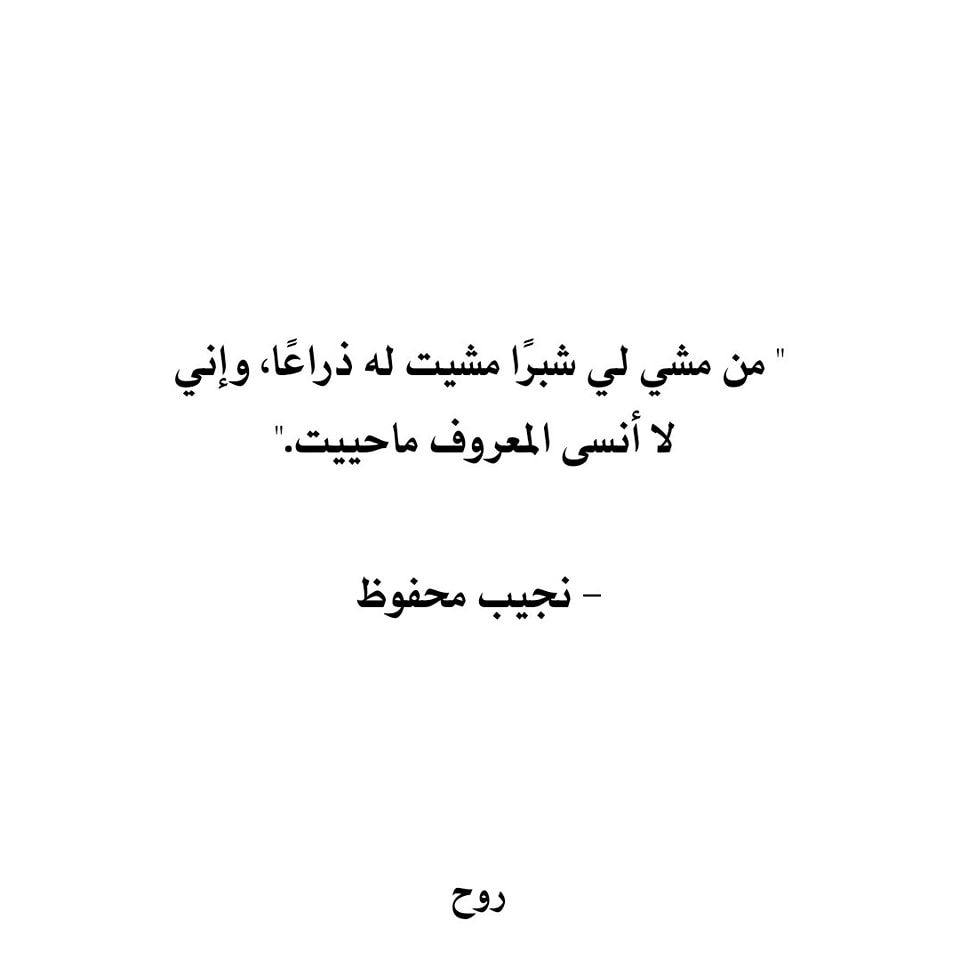 " من مشي لي شبرًا مشيت له ذراعًا، وإني
لا أنسى المعروف ماحييت."
– نجيب محفوظ
روح